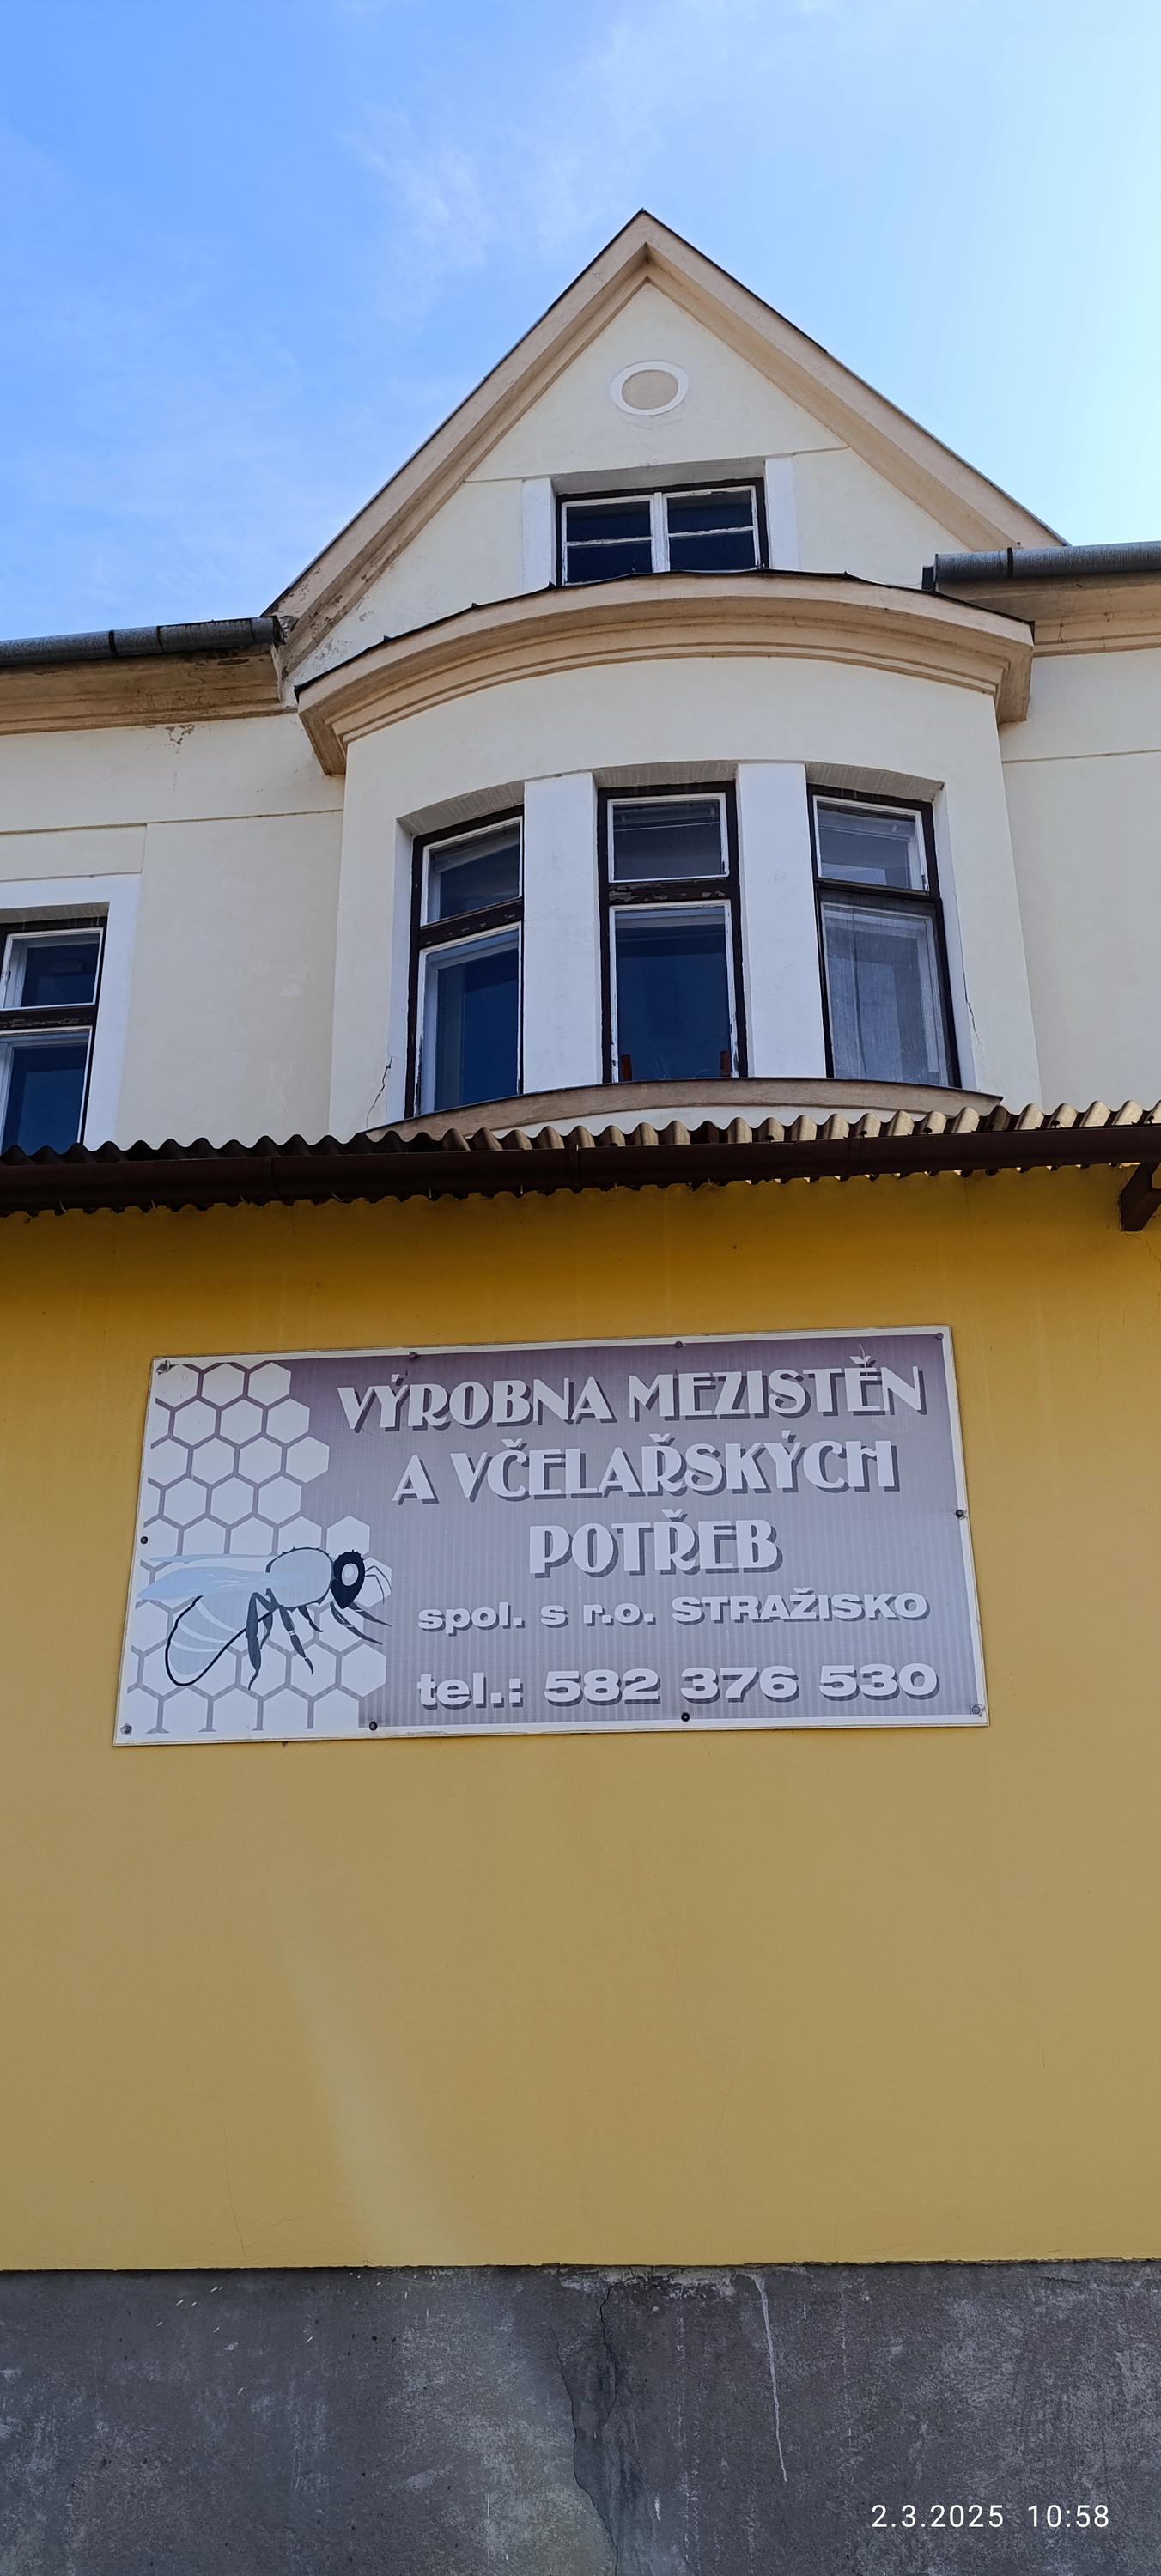 VÝROBNA MEZISTĚN
A VČELAŘSKÝCH
POTŘEB
spol. s r.o. STRAŽISKO
tel.: 582 376 530
2.3.2025 10:58